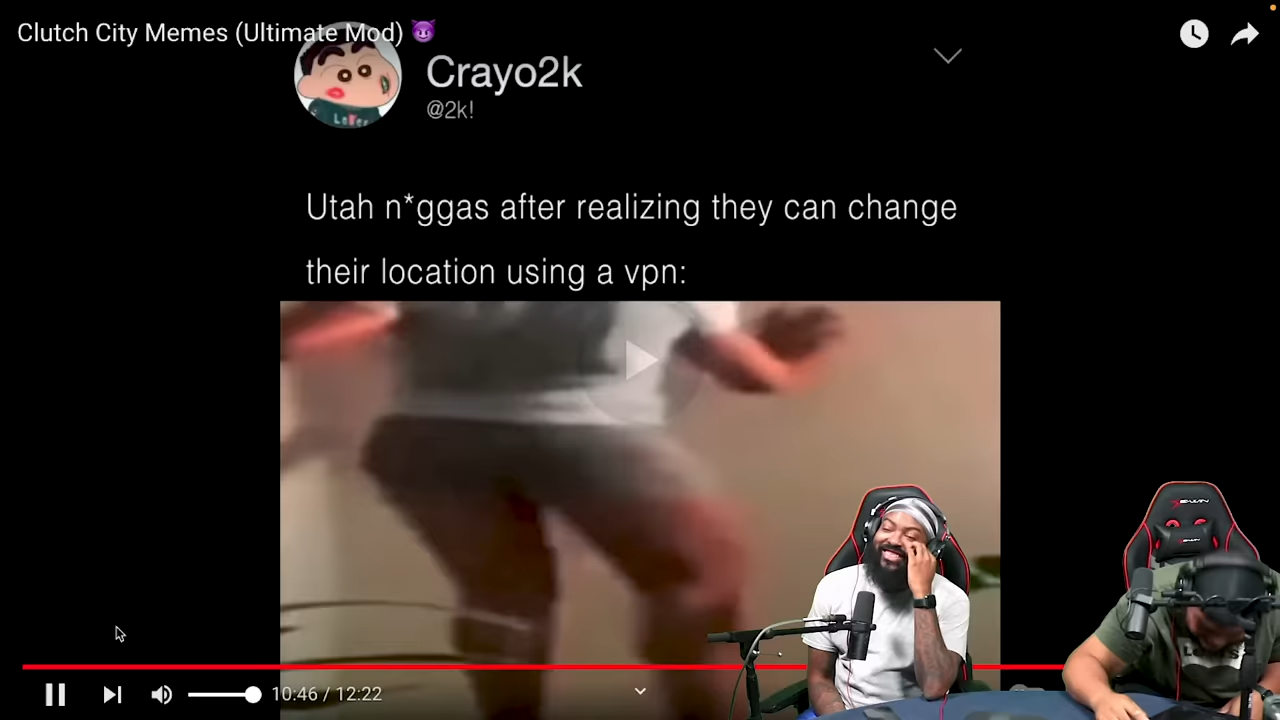 Clutch City Memes (Ultimate Mod) 😈
Crayo2k
@2k!
Utah n*ggas after realizing they can change
their location using a vpn:
10:46 / 12:22